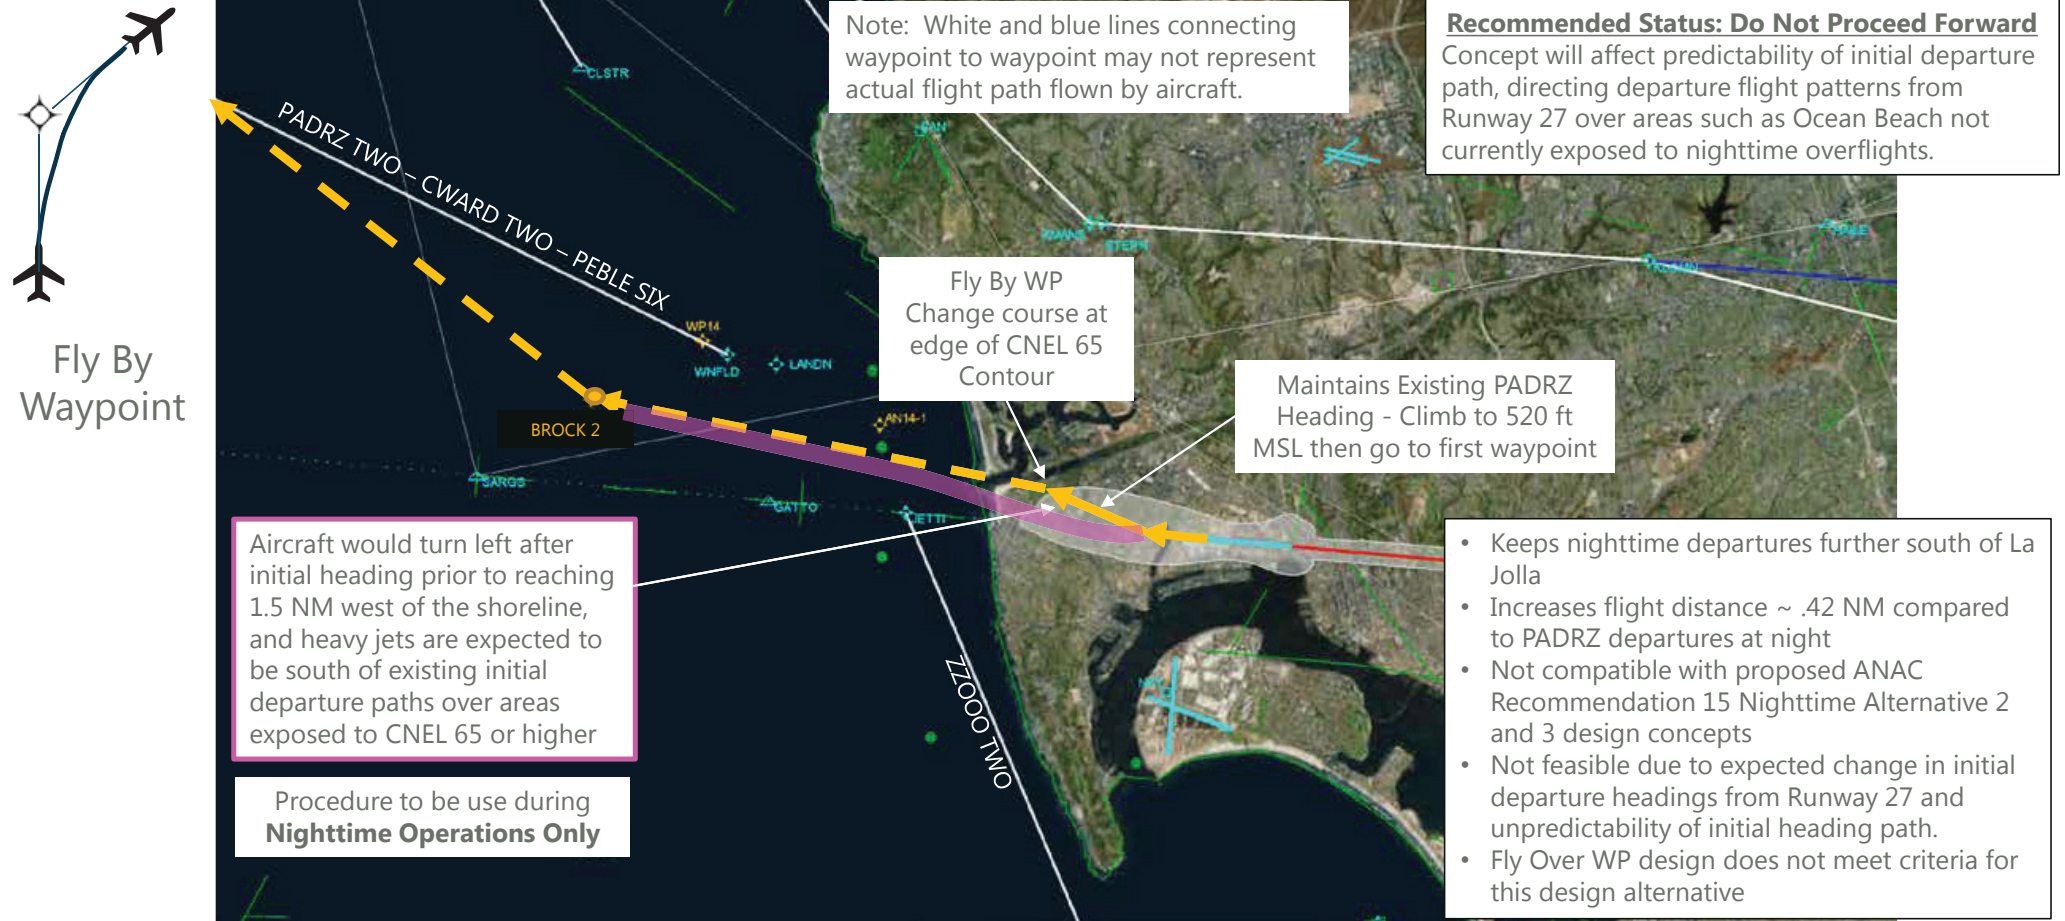 Fly By
Waypoint
Note:  White and blue lines connecting
waypoint to waypoint may not represent
actual flight path flown by aircraft.
Recommended Status: Do Not Proceed Forward
Concept will affect predictability of initial departure
path, directing departure flight patterns from
Runway 27 over areas such as Ocean Beach not
currently exposed to nighttime overflights.
CLSTR
PADRZ TWO – CWARD TWO – PEBLE SIX
WP14
WNFLD
LANDN
STEPN
Fly By WP
Change course at
edge of CNEL 65
Contour
Maintains Existing PADRZ
Heading - Climb to 520 ft
MSL then go to first waypoint
BROCK 2
AN14-1
SARGS
GATTO
JETTI
ZZOOO TWO
Aircraft would turn left after
initial heading prior to reaching
1.5 NM west of the shoreline,
and heavy jets are expected to
be south of existing initial
departure paths over areas
exposed to CNEL 65 or higher
Procedure to be use during
Nighttime Operations Only
• Keeps nighttime departures further south of La
Jolla
• Increases flight distance ~ .42 NM compared
to PADRZ departures at night
• Not compatible with proposed ANAC
Recommendation 15 Nighttime Alternative 2
and 3 design concepts
• Not feasible due to expected change in initial
departure headings from Runway 27 and
unpredictability of initial heading path.
• Fly Over WP design does not meet criteria for
this design alternative